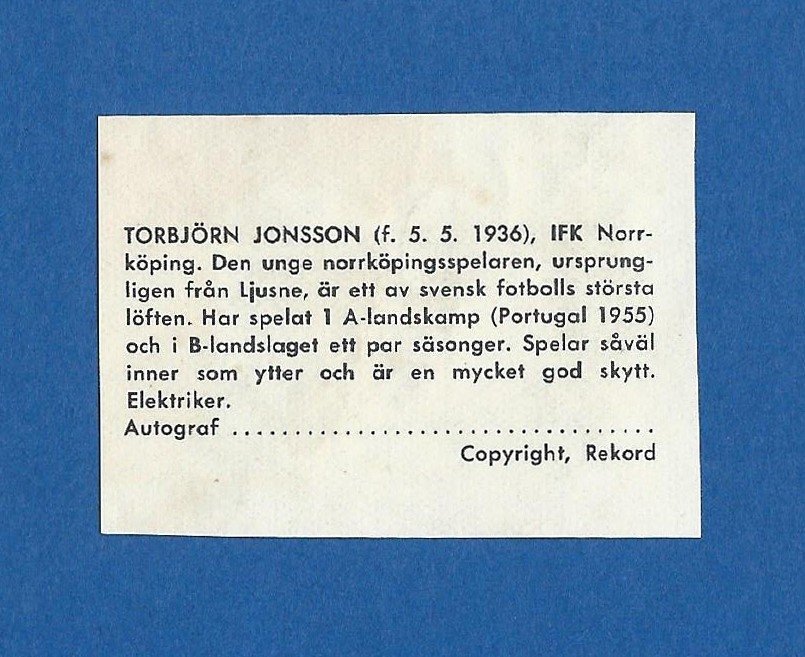 TORBJÖRN JONSSON (f. 5. 5. 1936), IFK Norr-
köping. Den unge norrköpingsspelaren, ursprung-
ligen från Ljusne, är ett av svensk fotbolls största
löften. Har spelat 1 A-landskamp (Portugal 1955)
och i B-landslaget ett par säsonger. Spelar såväl
inner som ytter och är en mycket god skytt.
Elektriker.
Autograf ......................................
Copyright, Rekord